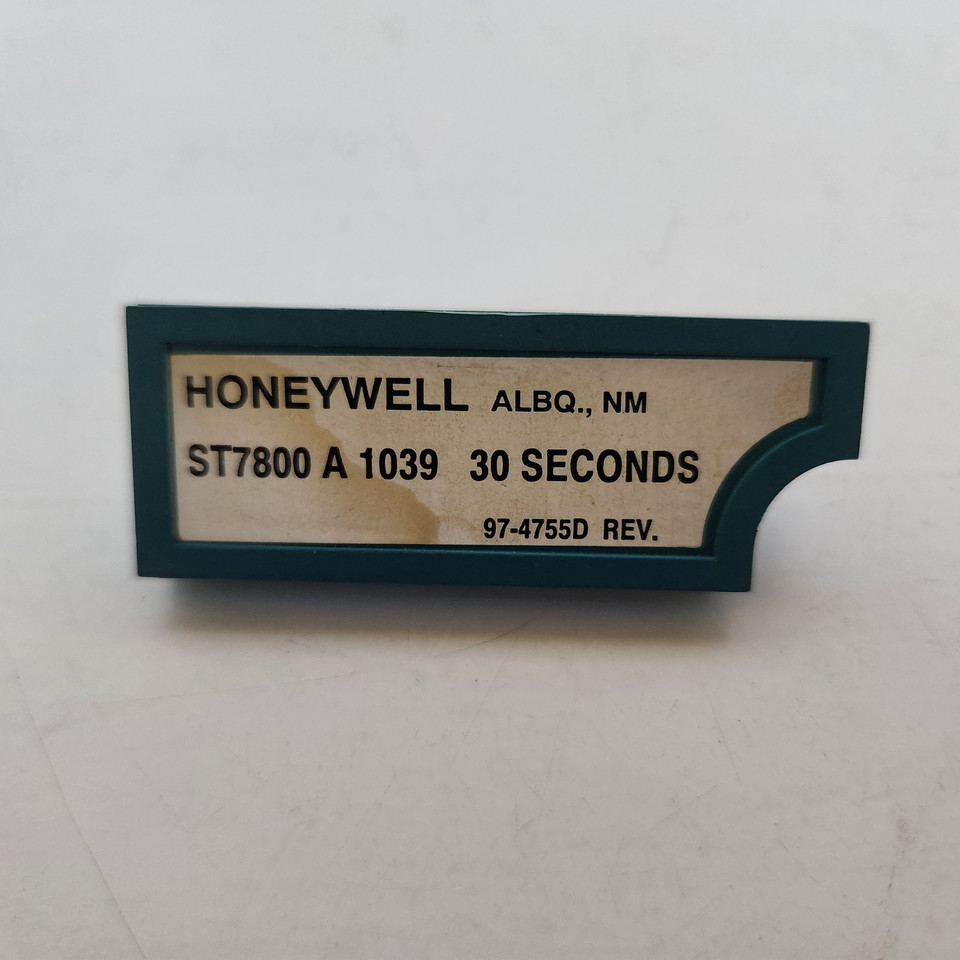 HONEYWELL ALBQ., NM
ST7800 A 1039 30 SECONDS
97-4755D REV.